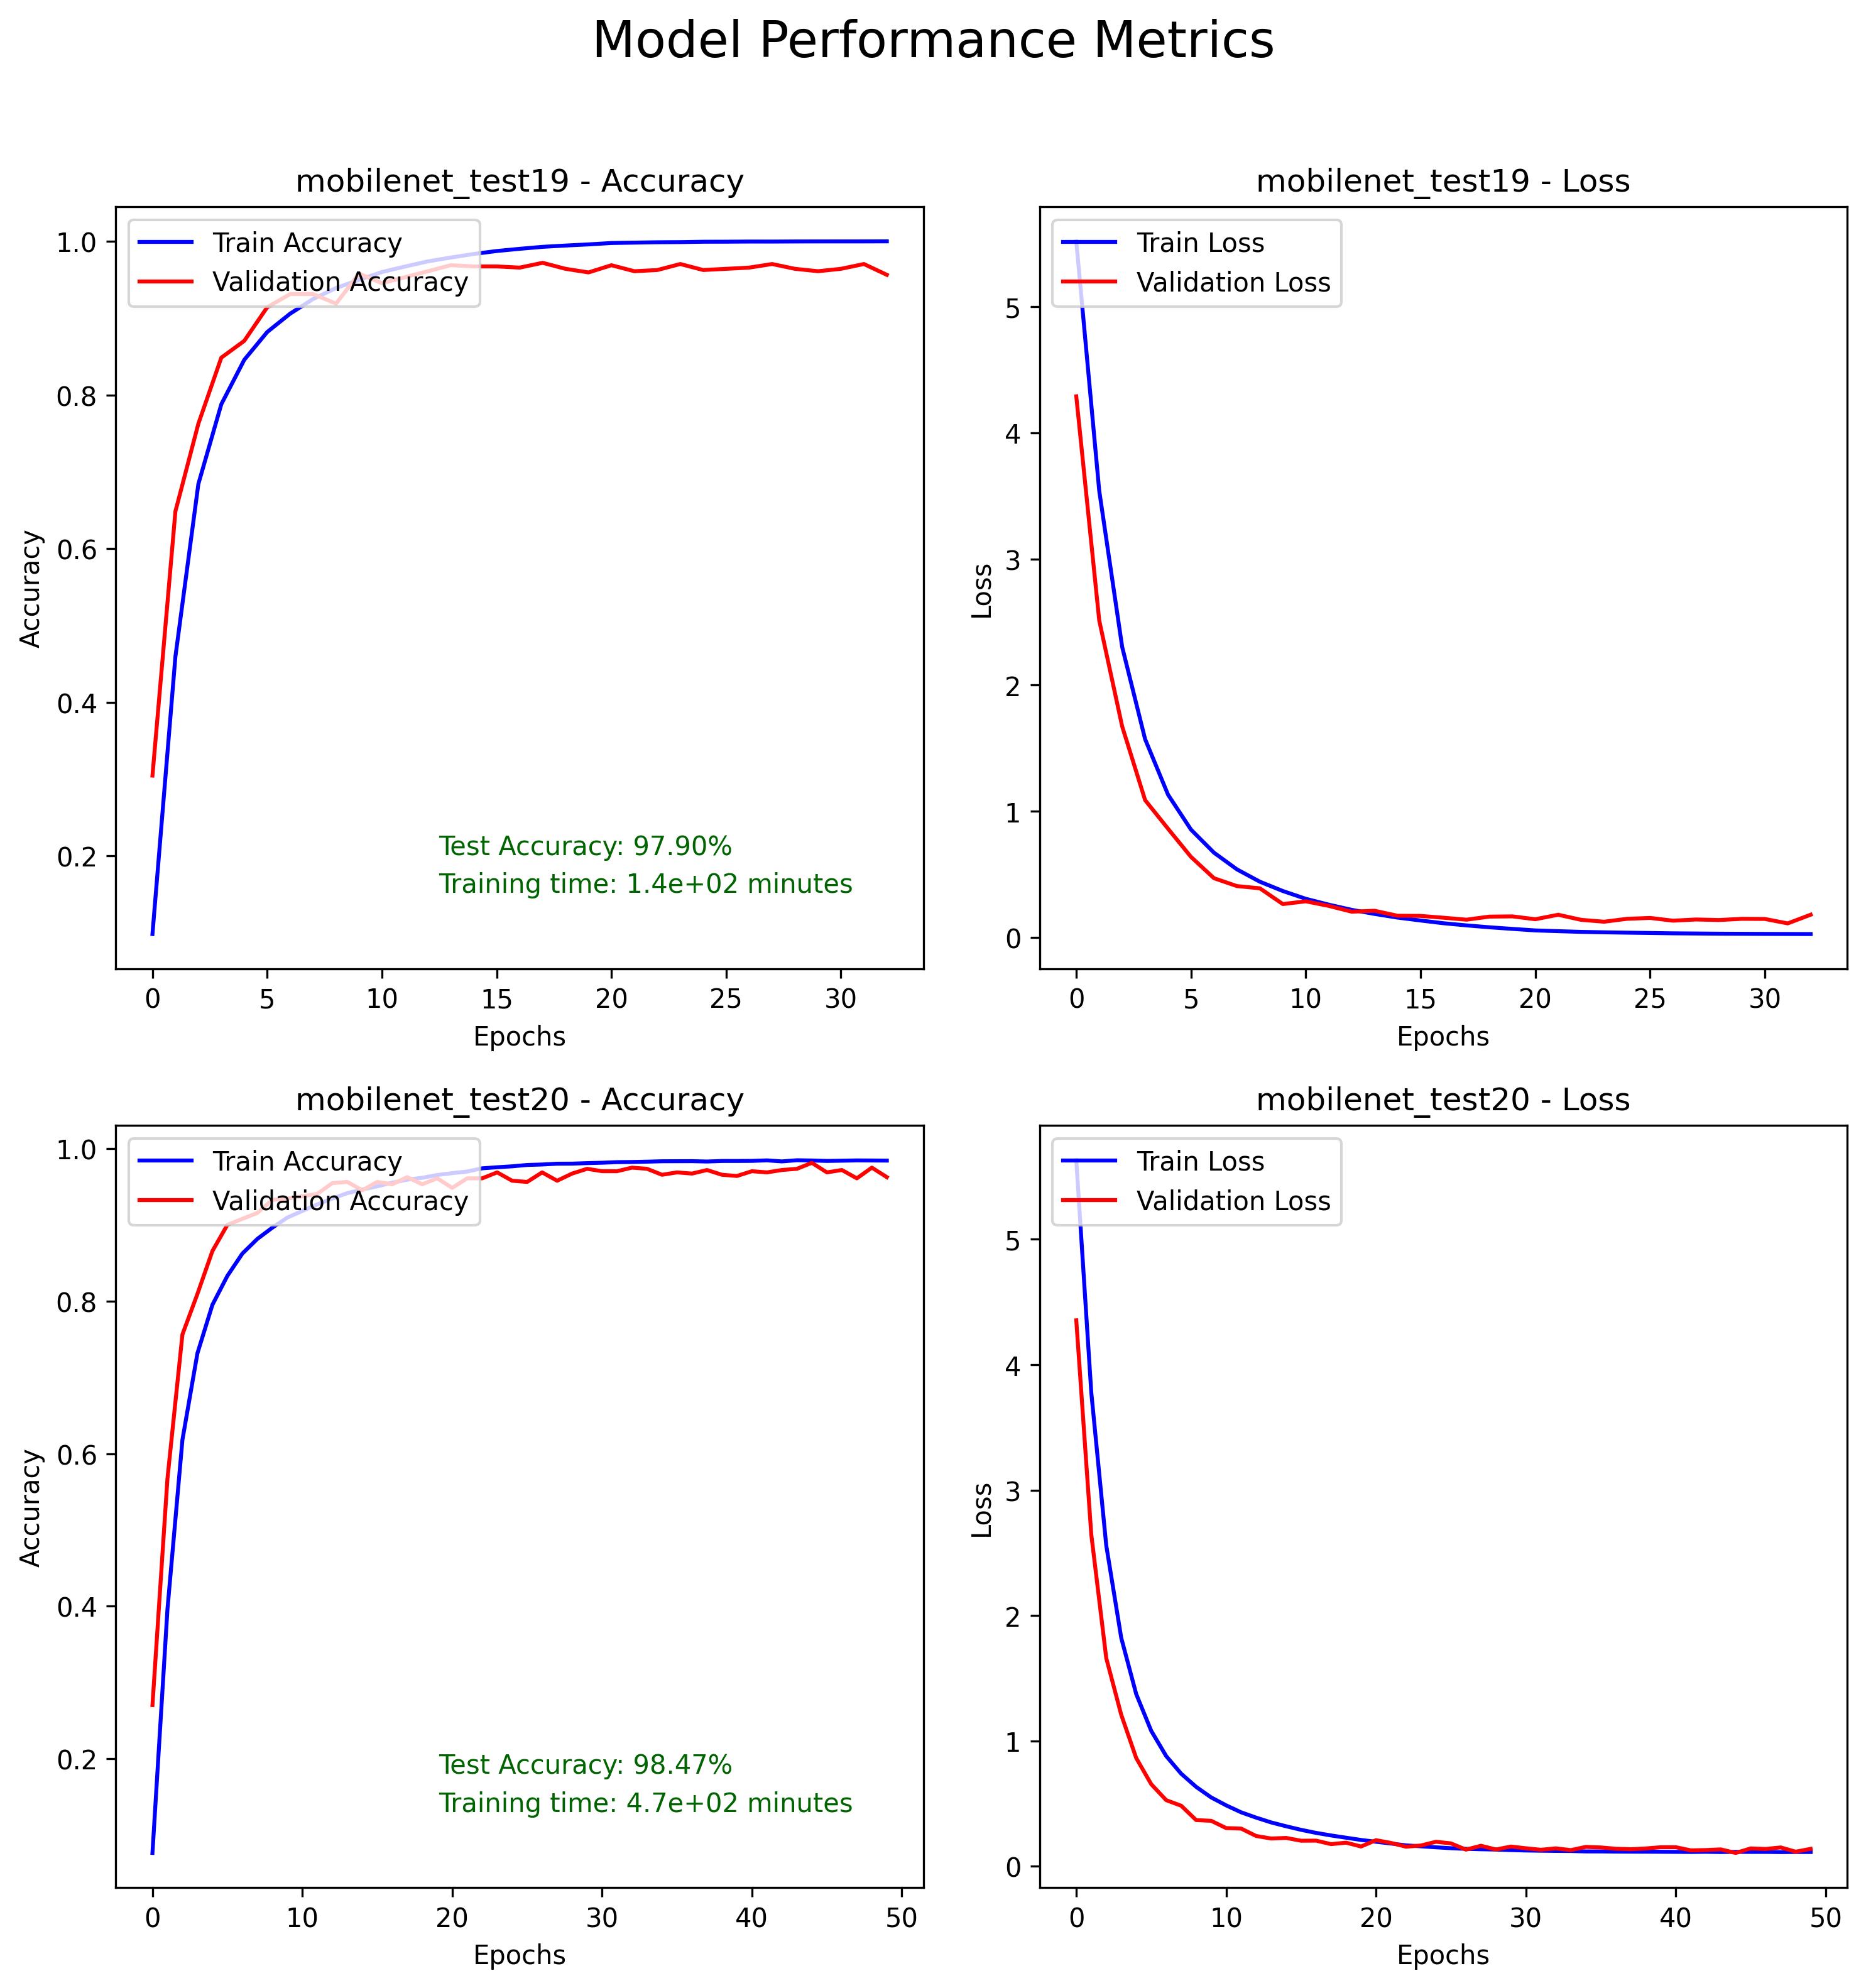 Model Performance Metrics
mobilenet_test19 - Accuracy
Train Accuracy
Validation Accuracy
Accuracy
1.0
0.8
0.6
0.4
0.2
Test Accuracy: 97.90%
Training time: 1.4e+02 minutes
0 5 10 15 20 25 30
Epochs
mobilenet_test19 - Loss
Train Loss
Validation Loss
Loss
5
4
3
2
1
0
0 5 10 15 20 25 30
Epochs
mobilenet_test20 - Accuracy
Train Accuracy
Validation Accuracy
Accuracy
1.0
0.8
0.6
0.4
0.2
Test Accuracy: 98.47%
Training time: 4.7e+02 minutes
0 10 20 30 40 50
Epochs
mobilenet_test20 - Loss
Train Loss
Validation Loss
Loss
5
4
3
2
1
0
0 10 20 30 40 50
Epochs